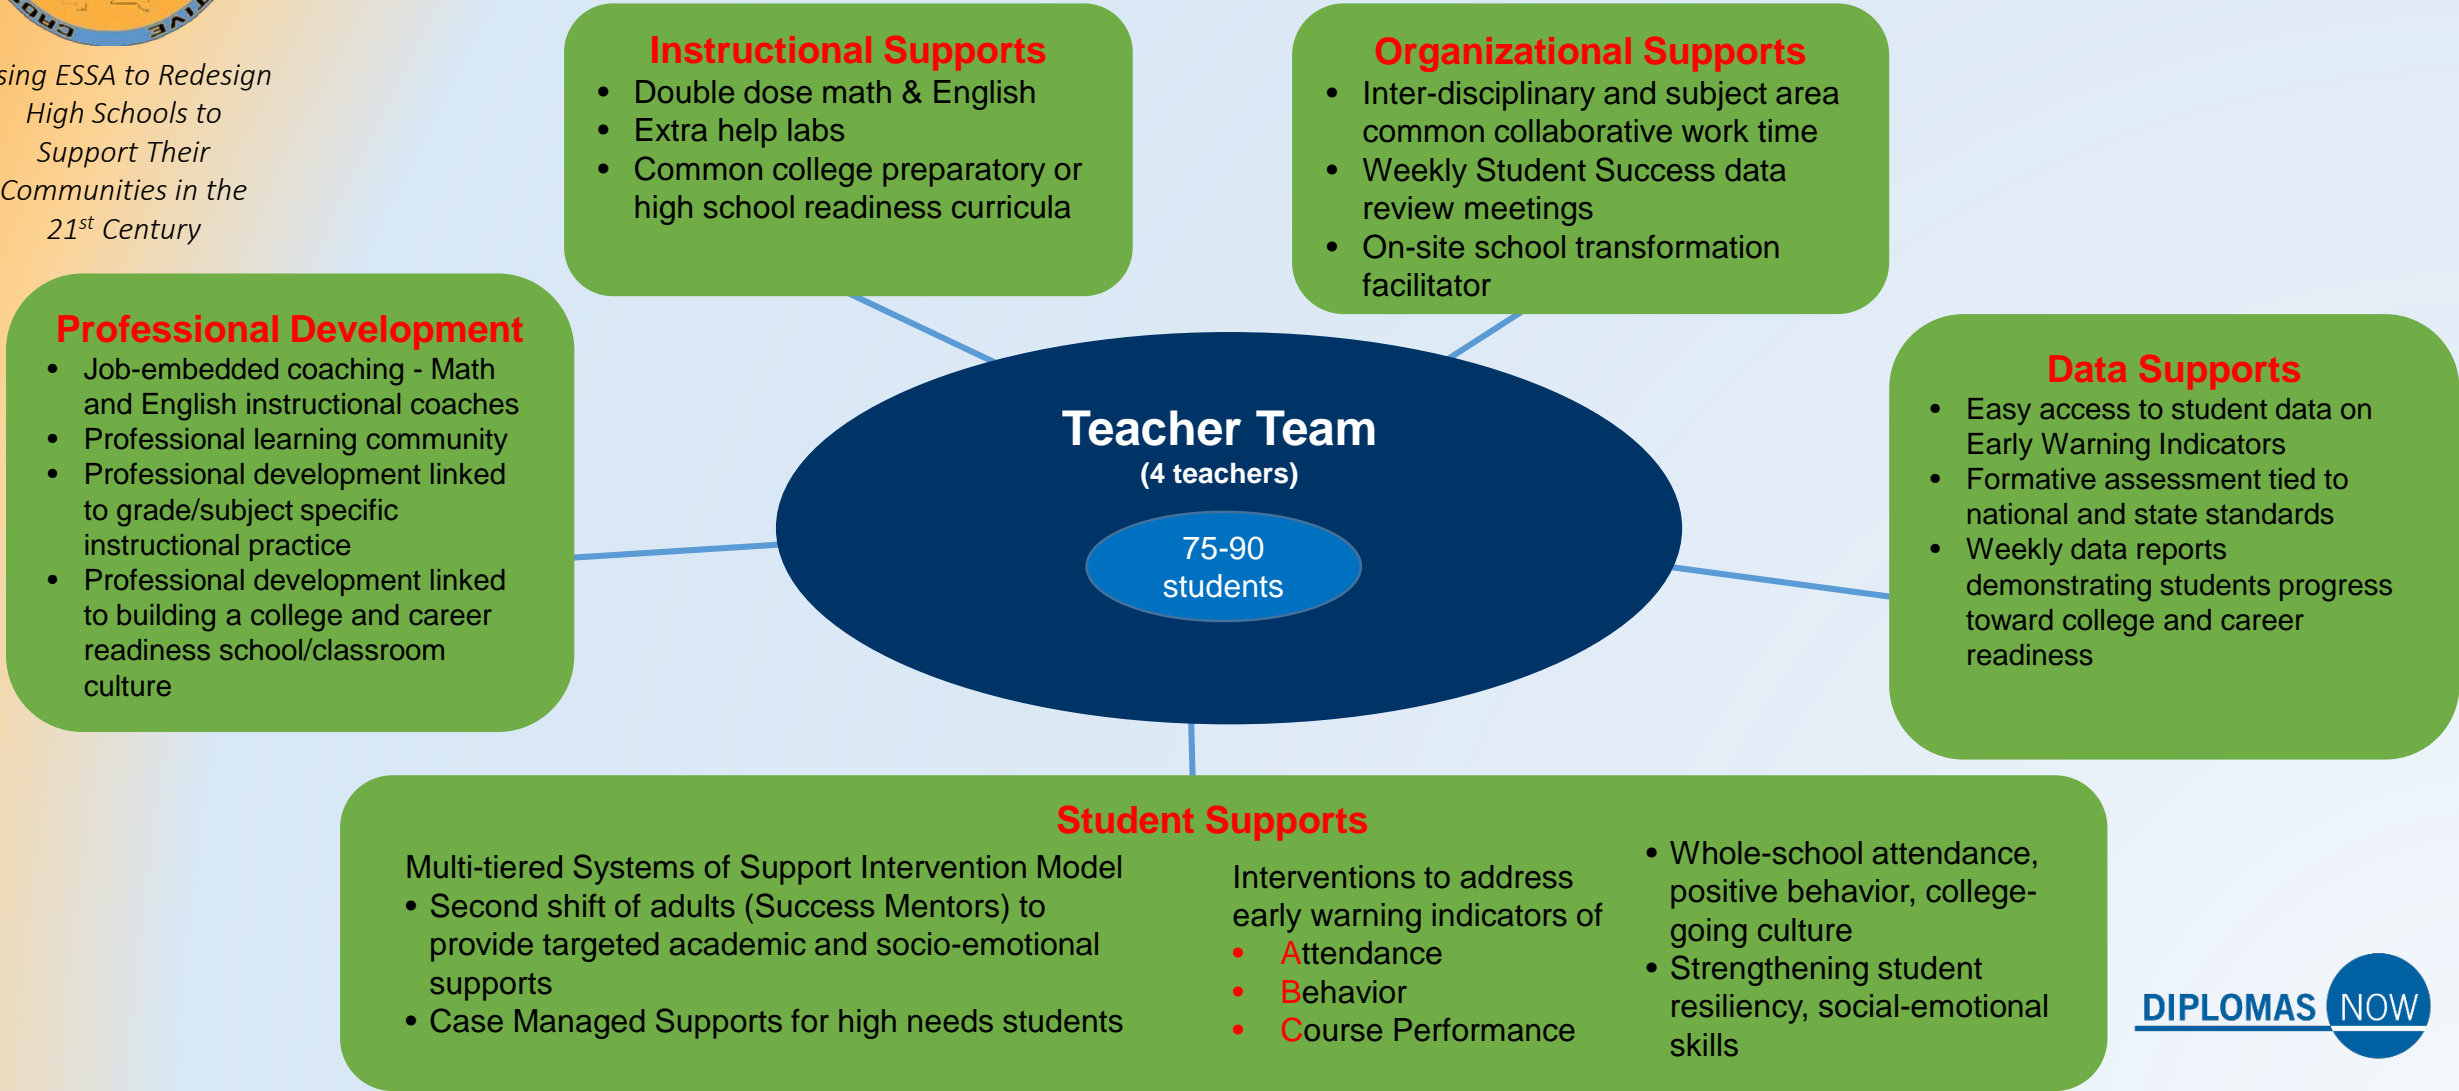 sing ESSA to Redesign
High Schools to
Support Their
Communities in the
21st Century
Instructional Supports
• Double dose math & English
• Extra help labs
• Common college preparatory or
high school readiness curricula
Organizational Supports
• Inter-disciplinary and subject area
common collaborative work time
• Weekly Student Success data
review meetings
• On-site school transformation
facilitator
Professional Development
• Job-embedded coaching - Math
and English instructional coaches
• Professional learning community
• Professional development linked
to grade/subject specific
instructional practice
• Professional development linked
to building a college and career
readiness school/classroom
culture
Teacher Team
(4 teachers)
75-90
students
Data Supports
• Easy access to student data on
Early Warning Indicators
• Formative assessment tied to
national and state standards
• Weekly data reports
demonstrating students progress
toward college and career
readiness
Student Supports
Multi-tiered Systems of Support Intervention Model
• Second shift of adults (Success Mentors) to
provide targeted academic and socio-emotional
supports
• Case Managed Supports for high needs students
Interventions to address
early warning indicators of
• Attendance
• Behavior
• Course Performance
• Whole-school attendance,
positive behavior, college-
going culture
• Strengthening student
resiliency, social-emotional
skills
DIPLOMAS NOW